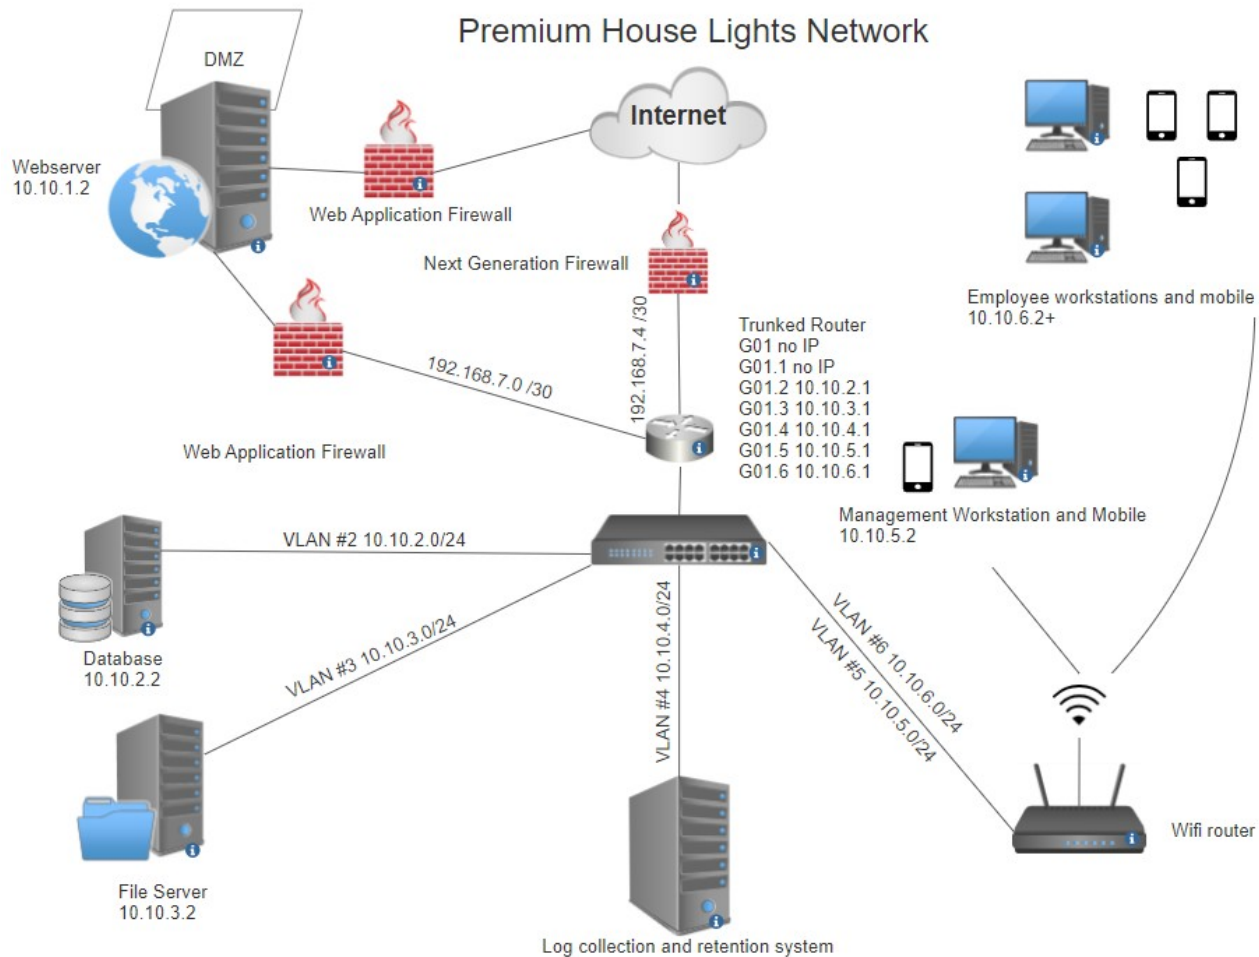 Premium House Lights Network
DMZ
Internet
Webserver
10.10.1.2
Web Application Firewall
Next Generation Firewall
Employee workstations and mobile
10.10.6.2+
192.168.7.4 /30
192.168.7.0 /30
Trunked Router
G01 no IP
G01.1 no IP
G01.2 10.10.2.1
G01.3 10.10.3.1
G01.4 10.10.4.1
G01.5 10.10.5.1
G01.6 10.10.6.1
Web Application Firewall
Management Workstation and Mobile
10.10.5.2
VLAN #2 10.10.2.0/24
VLAN #3 10.10.3.0/24
VLAN #4 10.10.4.0/24
VLAN #6 10.10.6.0/24
VLAN #5 10.10.5.0/24
Database
10.10.2.2
Wifi router
File Server
10.10.3.2
Log collection and retention system